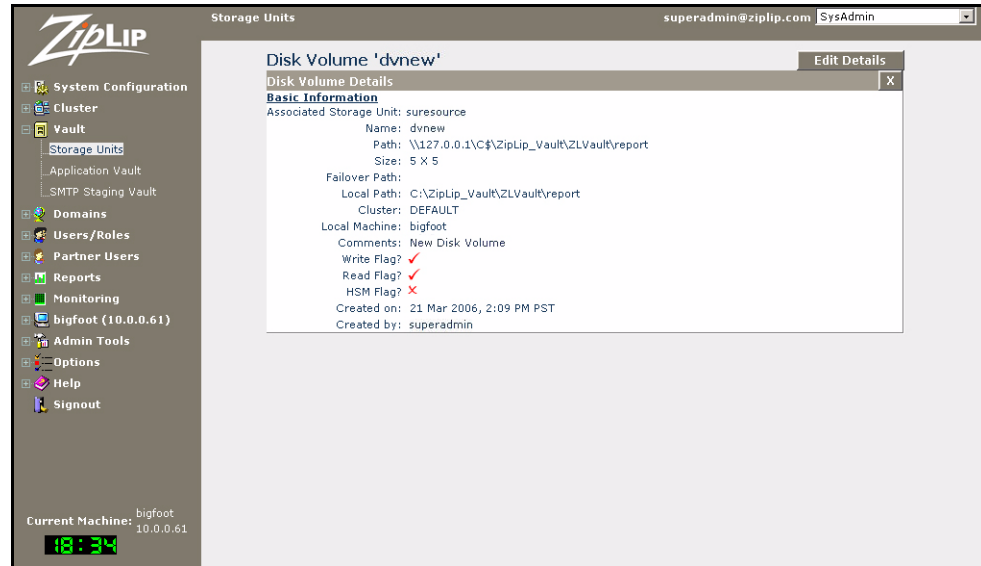 ZipLip
Storage Units
superadmin@ziplip.com SysAdmin
System Configuration
Cluster
Vault
Storage Units
Application Vault
SMTP Staging Vault
Domains
Users/Roles
Partner Users
Reports
Monitoring
bigfoot (10.0.0.61)
Admin Tools
Options
Help
Signout
Current Machine: bigfoot
10.0.0.61
18:34
Disk Volume 'dvnew'
Edit Details
Disk Volume Details
X
Basic Information
Associated Storage Unit: suresource
Name: dvnew
Path: \\127.0.0.1\C$\ZipLip_Vault\ZLVault\report
Size: 5 X 5
Failover Path:
Local Path: C:\ZipLip_Vault\ZLVault\report
Cluster: DEFAULT
Local Machine: bigfoot
Comments: New Disk Volume
Write Flag?
Read Flag?
HSM Flag?
Created on: 21 Mar 2006, 2:09 PM PST
Created by: superadmin